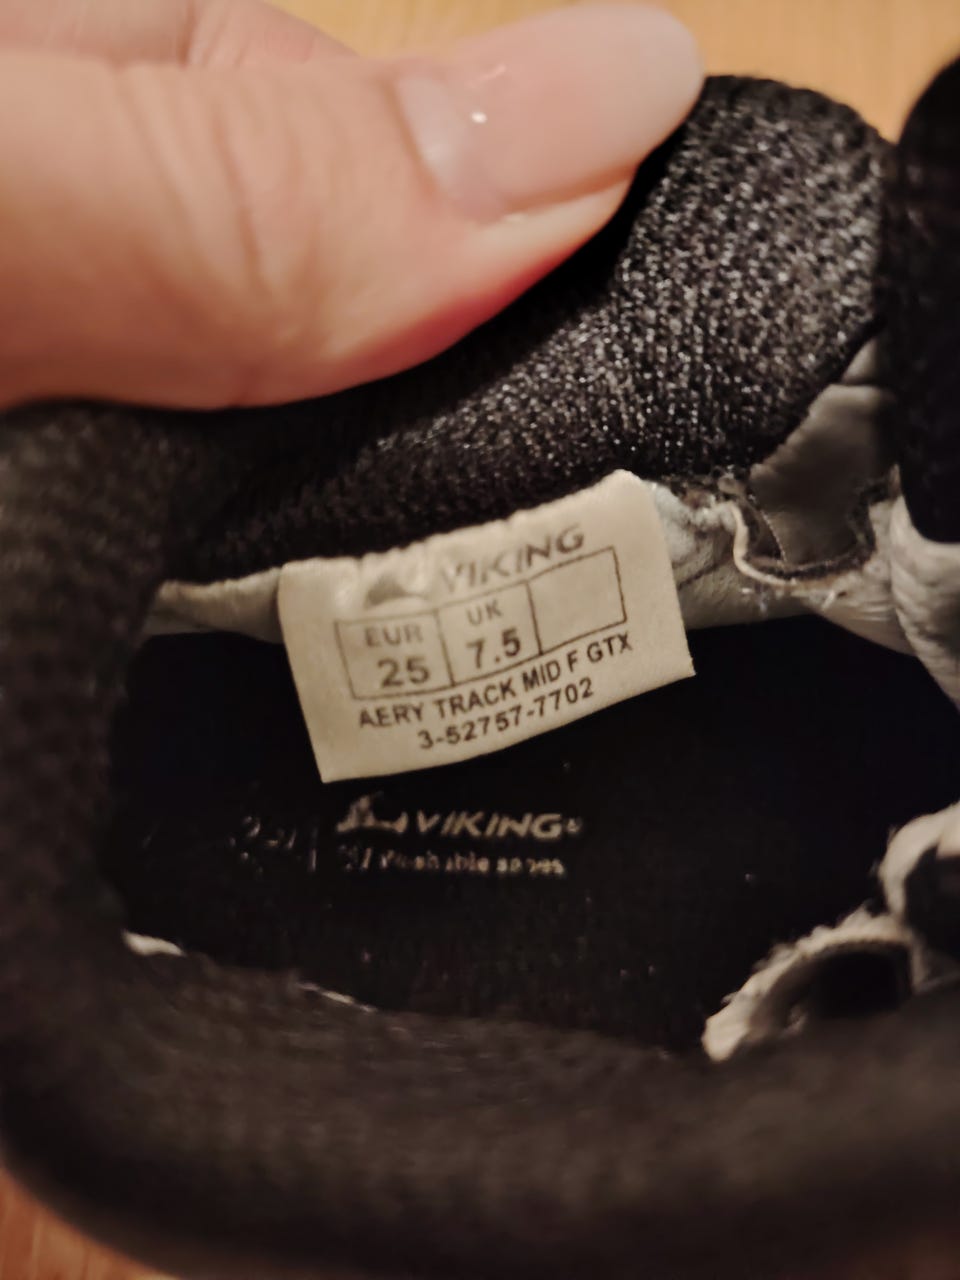 VIKING
EUR UK
25 7.5
AERY TRACK MID F GTX
3-52757-7702
VIKING